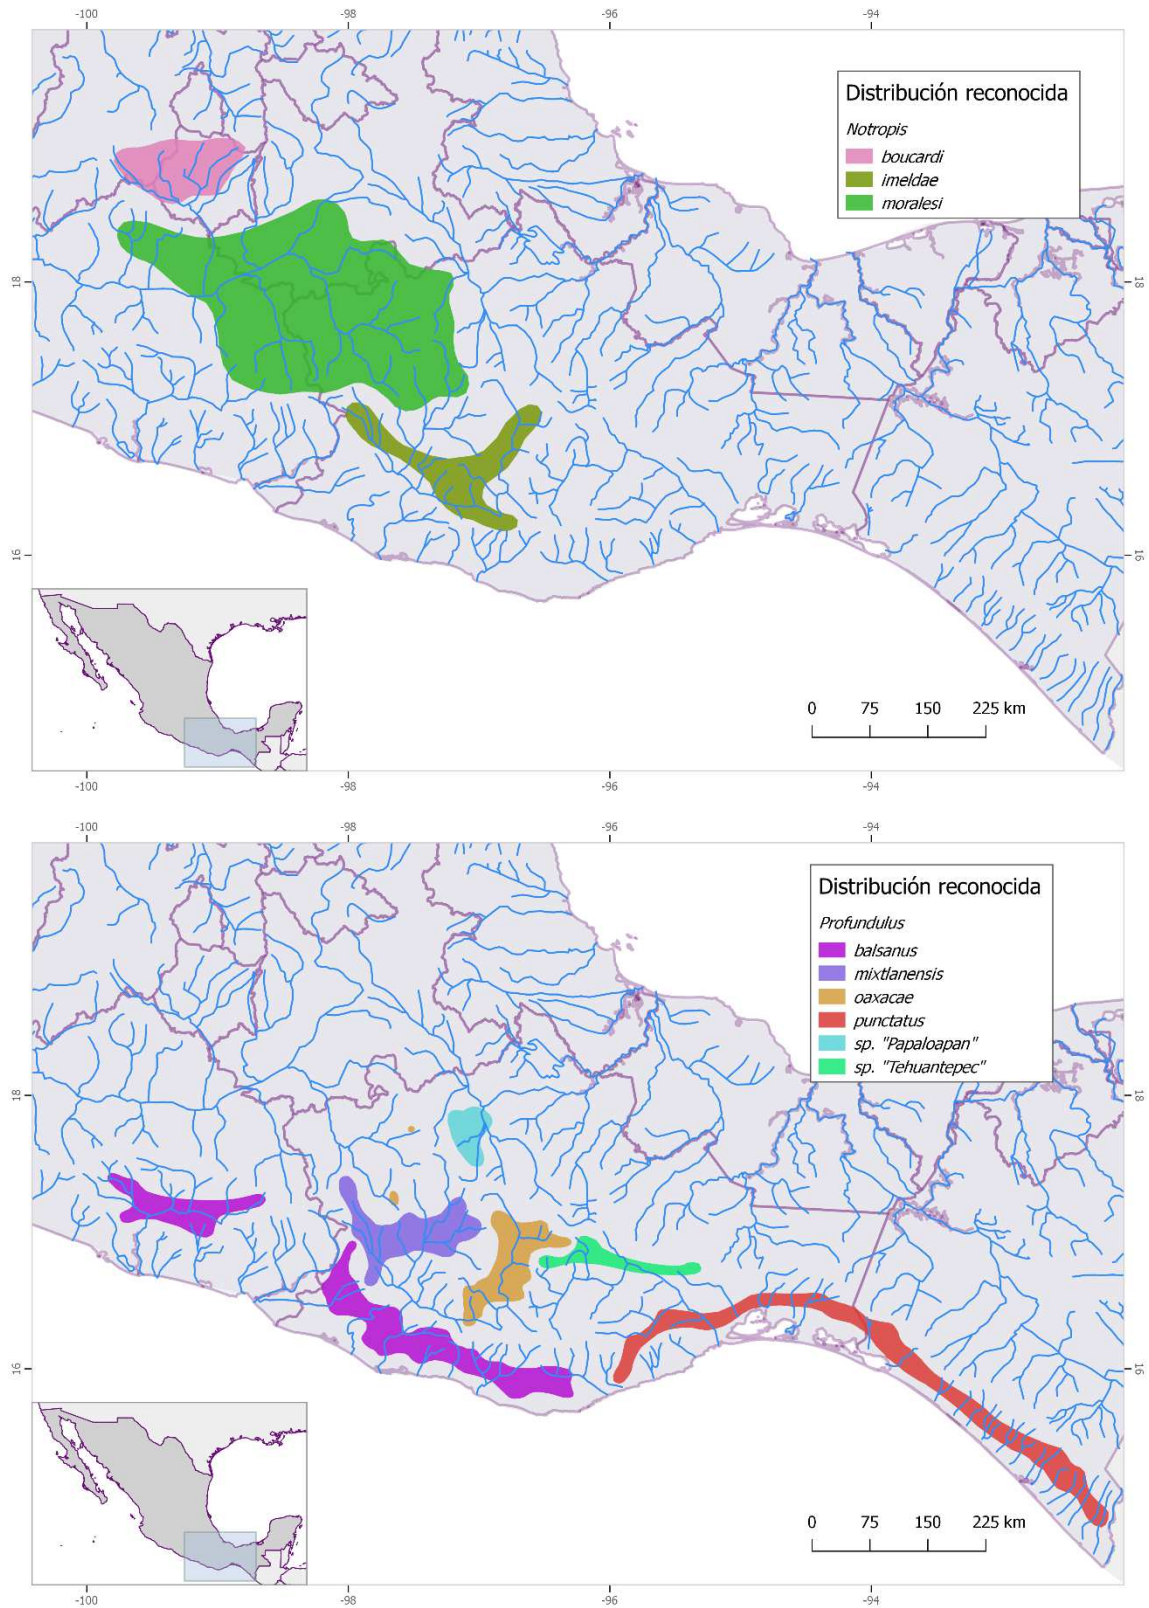 -100 -98 -96 -94
Distribución reconocida
Notropis
boucardi
imeldae
moralesi
18 18
16 16
0 75 150 225 km
-100 -98 -96 -94
-100 -98 -96 -94
Distribución reconocida
Profundulus
balsanus
mixtlanensis
oaxacae
punctatus
sp. "Papaloapan"
sp. "Tehuantepec"
18 18
16 16
0 75 150 225 km
-100 -98 -96 -94